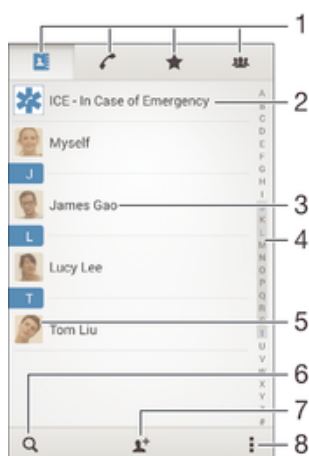 1
ICE - In Case of Emergency
2
Myself
J
James Gao
3
L
4
Lucy Lee
T
Tom Liu
5
6
7
8
A
B
C
D
E
F
G
H
I
J
K
L
M
N
O
P
Q
R
S
T
U
V
W
X
Y
Z
#